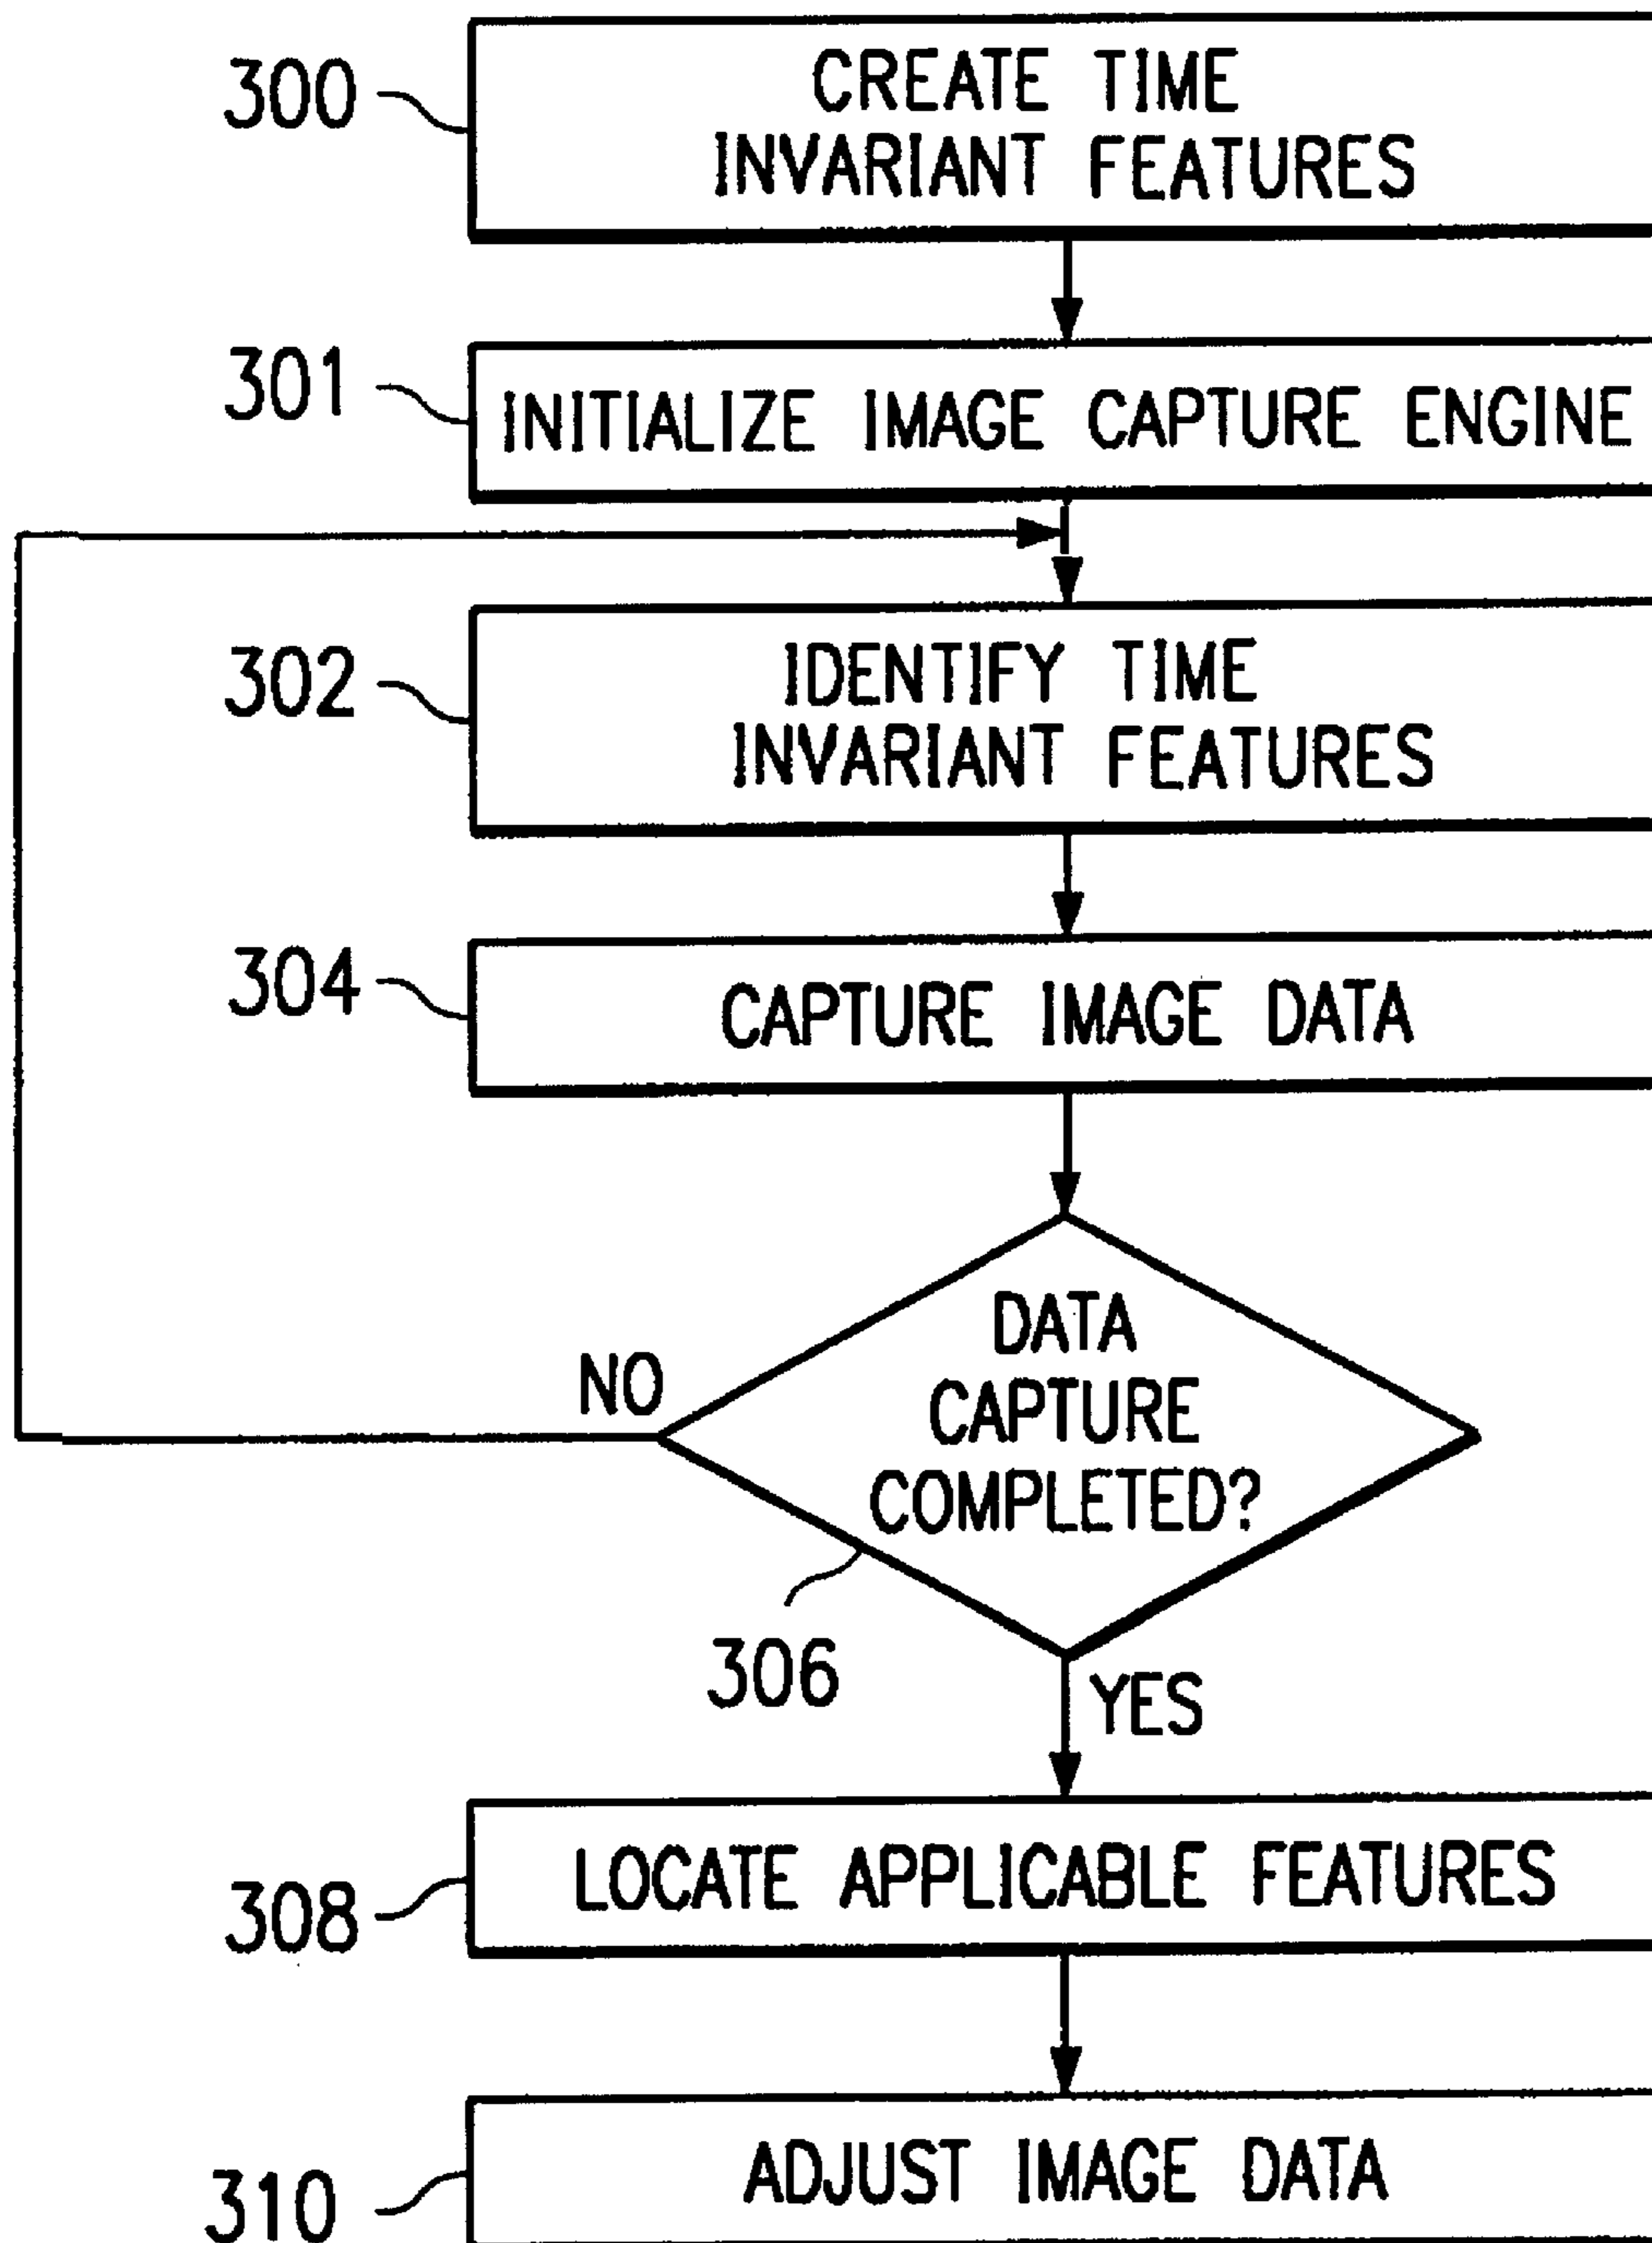 300
CREATE TIME
INVARIANT FEATURES
301
INITIALIZE IMAGE CAPTURE ENGINE
302
IDENTIFY TIME
INVARIANT FEATURES
304
CAPTURE IMAGE DATA
NO
DATA
CAPTURE
COMPLETED?
306
YES
308
LOCATE APPLICABLE FEATURES
310
ADJUST IMAGE DATA